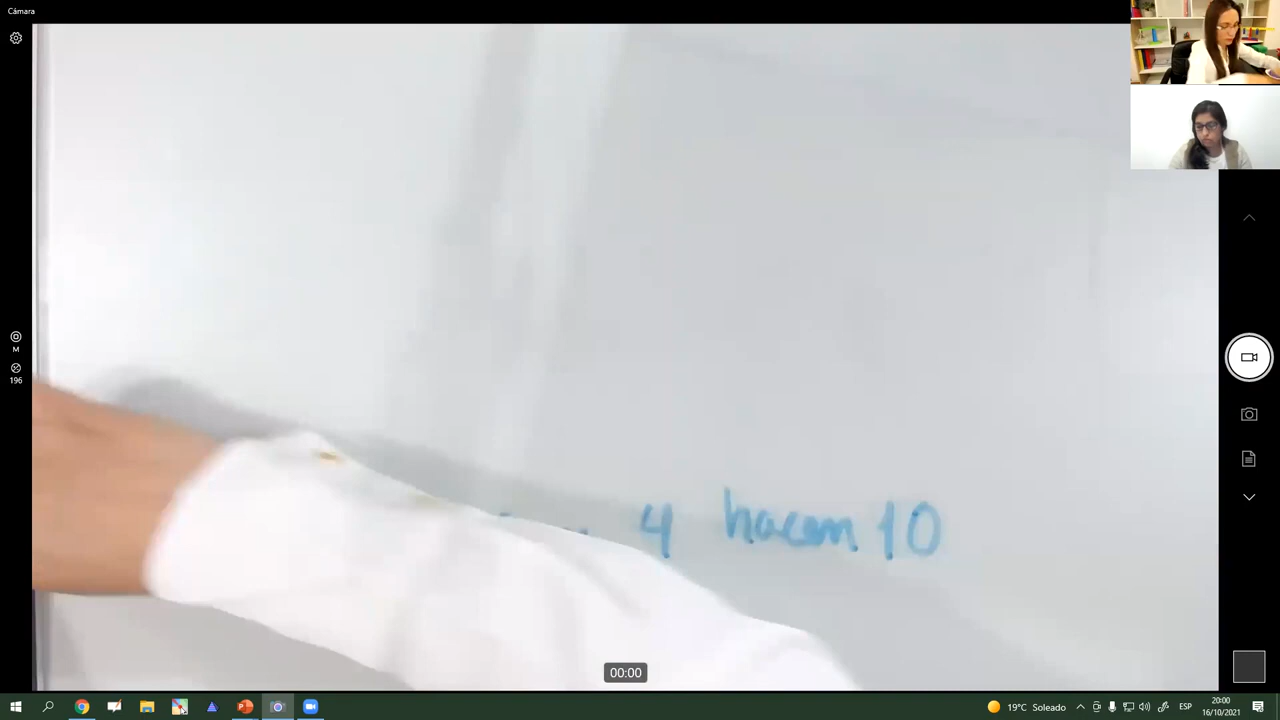 Cámara
M
196
4 hacen 10
00:00
19°C Soleado
ESP
20:00
16/10/2021